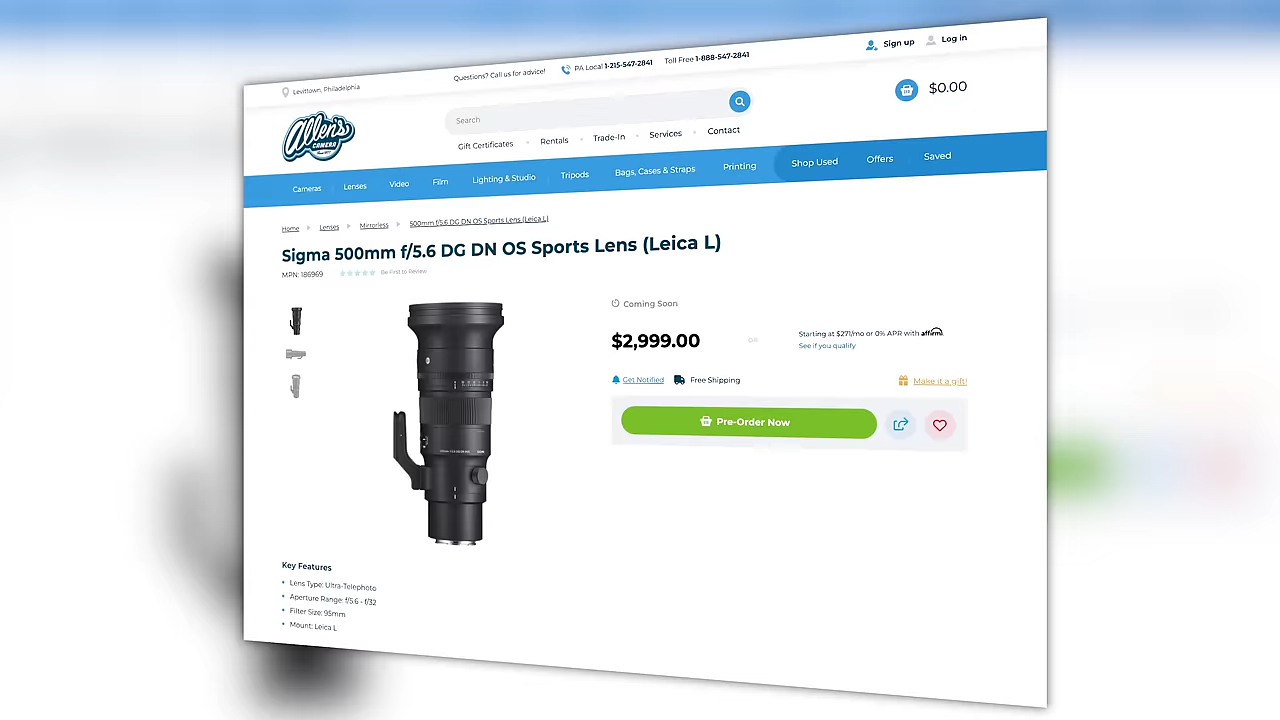 Levittown, Philadelphia
Questions? Call us for advice!
PA Local 1-215-547-2841
Toll Free 1-888-547-2841
Sign up
Log in
Allen's
CAMERA
Search
$0.00
Gift Certificates
Rentals
Trade-In
Services
Contact
Cameras
Lenses
Video
Film
Lighting & Studio
Tripods
Bags, Cases & Straps
Printing
Shop Used
Offers
Saved
Home
Lenses
Mirrorless
500mm f/5.6 DG DN OS Sports Lens (Leica L)
Sigma 500mm f/5.6 DG DN OS Sports Lens (Leica L)
MPN: 186969
Be First to Review
Coming Soon
$2,999.00
OR
Starting at $271/mo or 0% APR with affirm.
See if you qualify
Get Notified
Free Shipping
Make it a gift!
Pre-Order Now
Key Features
Lens Type: Ultra-Telephoto
Aperture Range: f/5.6 - f/32
Filter Size: 95mm
Mount: Leica L